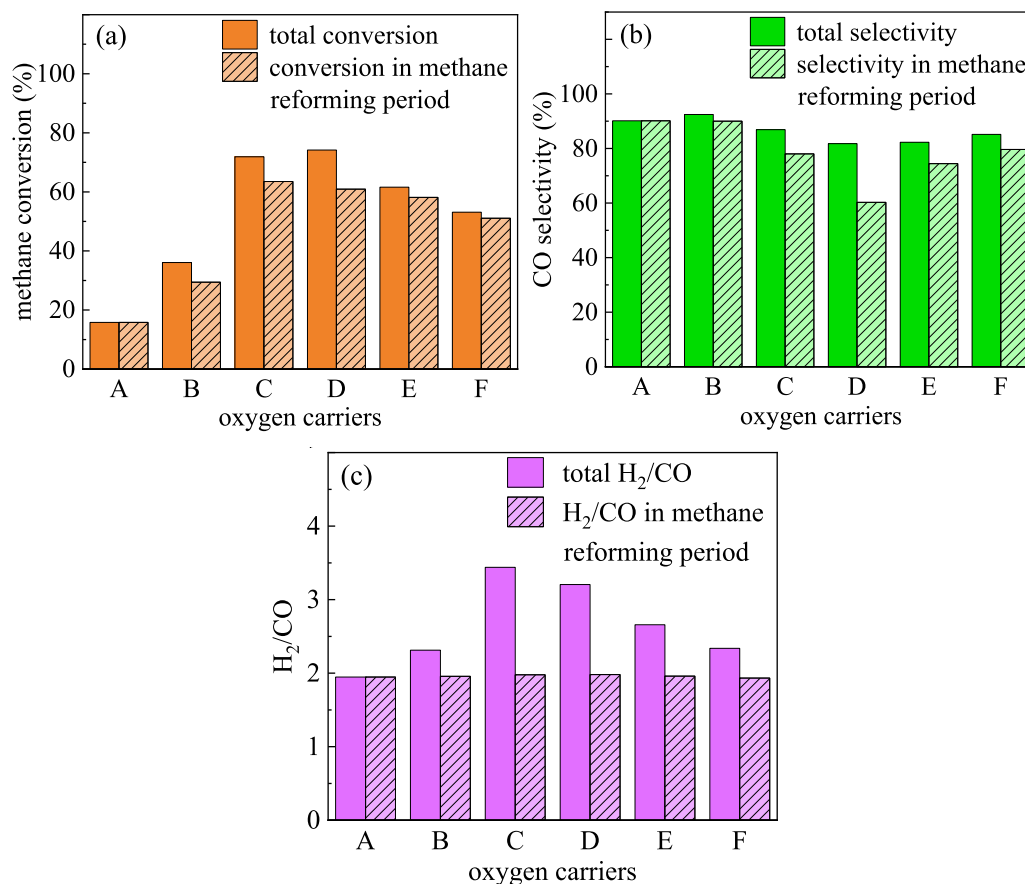 (a)
total conversion
conversion in methane
reforming period
methane conversion (%)
100
80
60
40
20
0
A B C D E F
oxygen carriers
(b)
total selectivity
selectivity in methane
reforming period
CO selectivity (%)
100
80
60
40
20
0
A B C D E F
oxygen carriers
(c)
total H₂/CO
H₂/CO in methane
reforming period
H₂/CO
4
3
2
1
0
A B C D E F
oxygen carriers